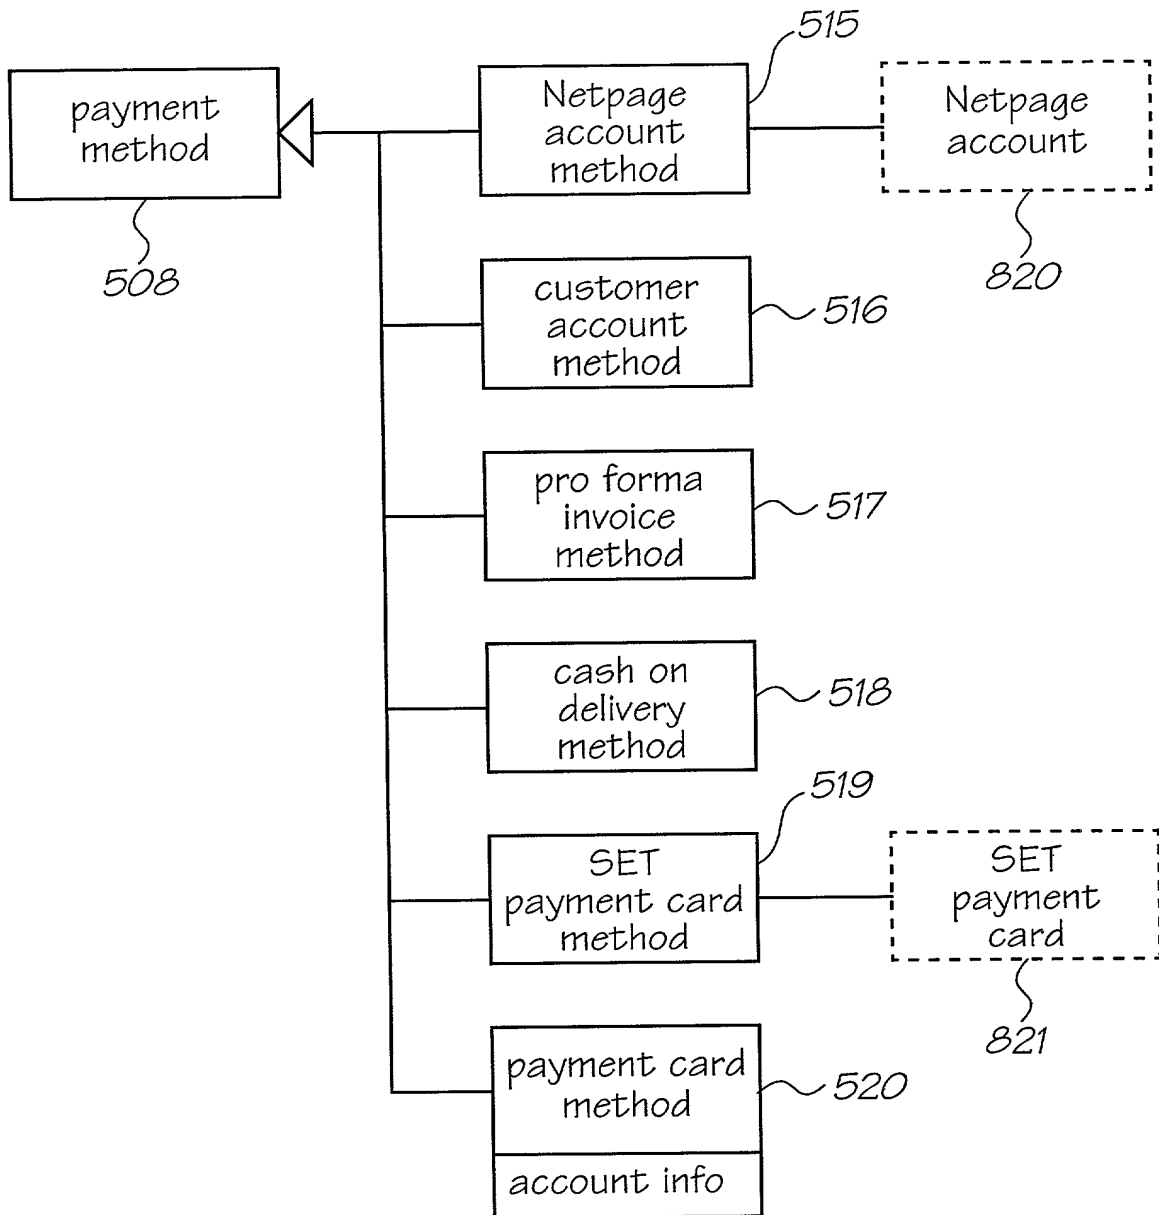 payment
method
508
Netpage
account
method
515
Netpage
account
820
customer
account
method
516
pro forma
invoice
method
517
cash on
delivery
method
518
SET
payment card
method
519
SET
payment
card
821
payment card
method
520
account info